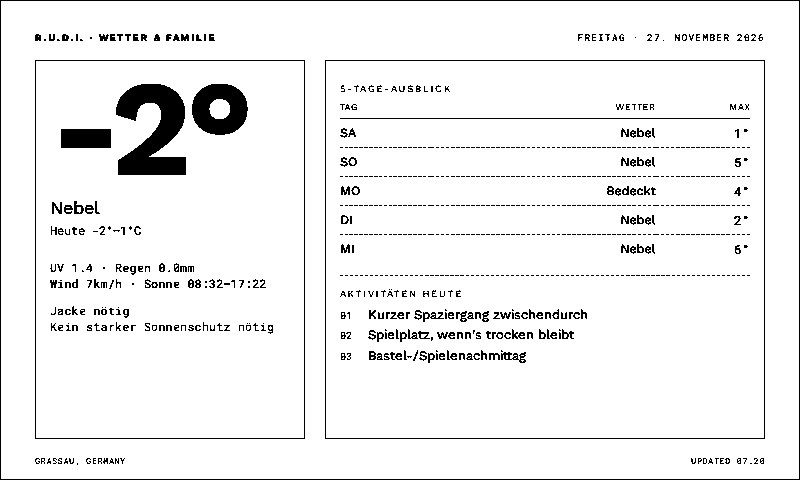 R.U.D.I. · WETTER & FAMILIE
FREITAG · 27. NOVEMBER 2026
-2°
Nebel
Heute -2°–1°C
UV 1.4 · Regen 0.0mm
Wind 7km/h · Sonne 08:32–17:22
Jacke nötig
Kein starker Sonnenschutz nötig
5-TAGE-AUSBLICK
TAG WETTER MAX
SA Nebel 1°
SO Nebel 5°
MO Bedeckt 4°
DI Nebel 2°
MI Nebel 6°
AKTIVITÄTEN HEUTE
01 Kurzer Spaziergang zwischendurch
02 Spielplatz, wenn's trocken bleibt
03 Bastel-/Spielenachmittag
GRASSAU, GERMANY
UPDATED 07.20